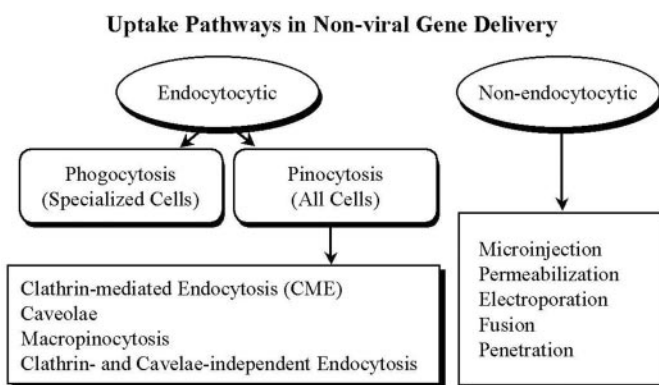 Uptake Pathways in Non-viral Gene Delivery
Endocytocytic
Non-endocytocytic
Phogocytosis
(Specialized Cells)
Pinocytosis
(All Cells)
Clathrin-mediated Endocytosis (CME)
Caveolae
Macropinocytosis
Clathrin- and Cavelae-independent Endocytosis
Microinjection
Permeabilization
Electroporation
Fusion
Penetration